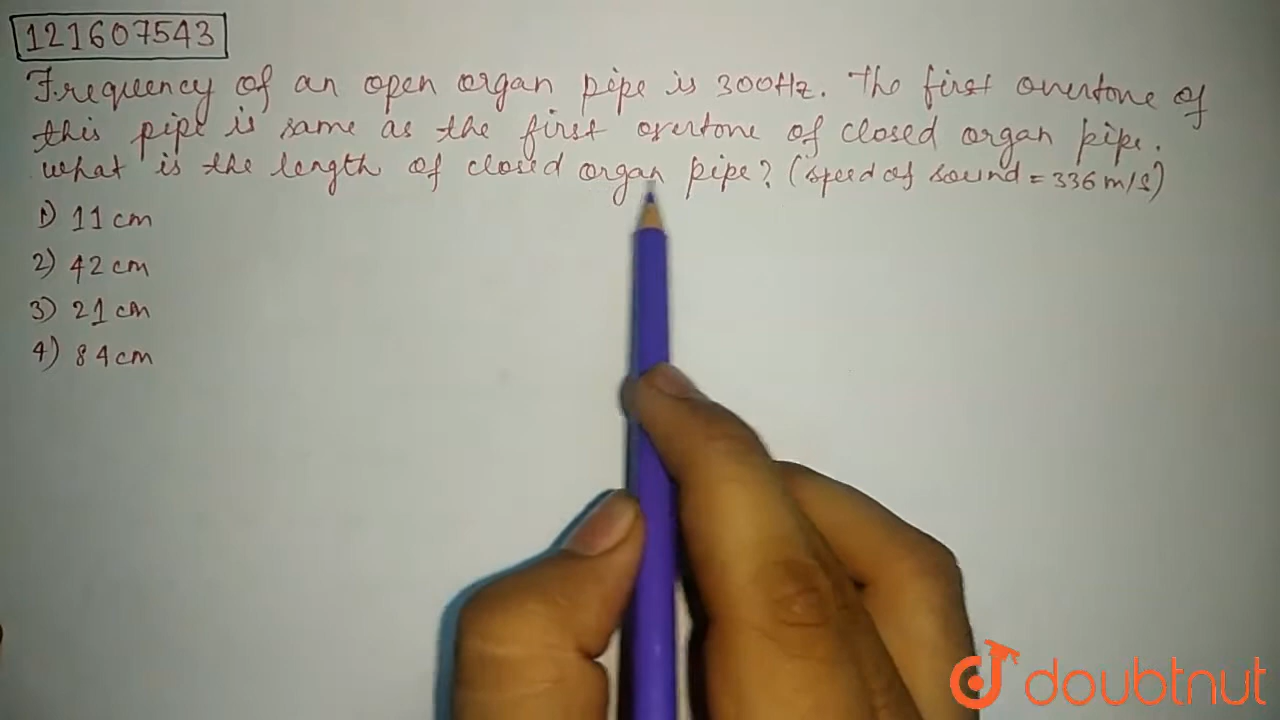 121607543
Frequency of an open organ pipe is 300Hz. The first overtone of
this pipe is same as the first overtone of closed organ pipe.
what is the length of closed organ pipe? (speed of sound = 336 m/s)
1) 11 cm
2) 42 cm
3) 21 cm
4) 84 cm
doubtnut